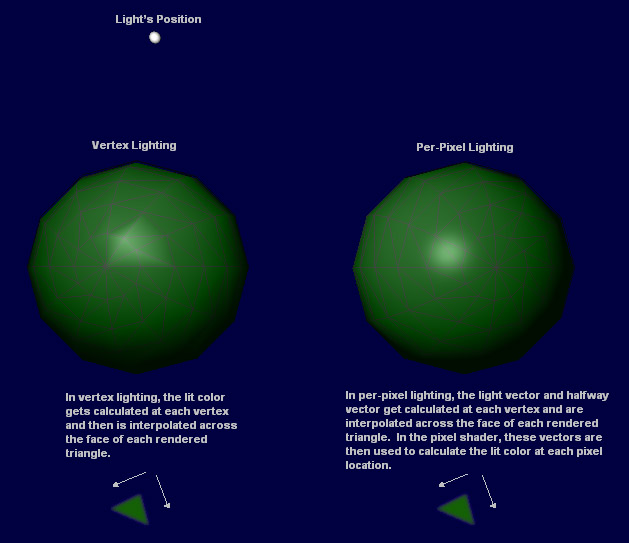 Light's Position
Vertex Lighting
Per-Pixel Lighting
In vertex lighting, the lit color
gets calculated at each vertex
and then is interpolated across
the face of each rendered
triangle.
In per-pixel lighting, the light vector and halfway
vector get calculated at each vertex and are
interpolated across the face of each rendered
triangle.  In the pixel shader, these vectors are
then used to calculate the lit color at each pixel
location.